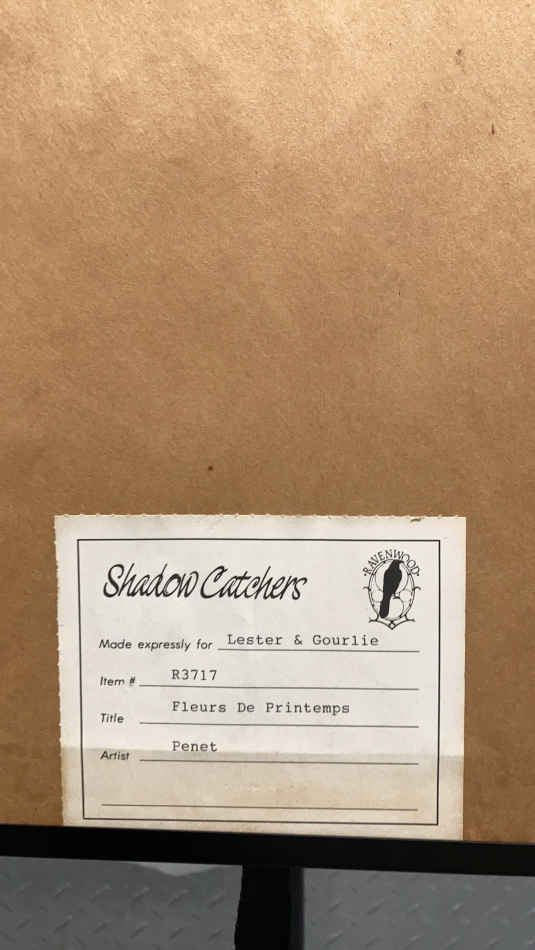 Shadow Catchers
RAVENWOOD
Made expressly for Lester & Gourlie
Item # R3717
Title Fleurs De Printemps
Artist Penet